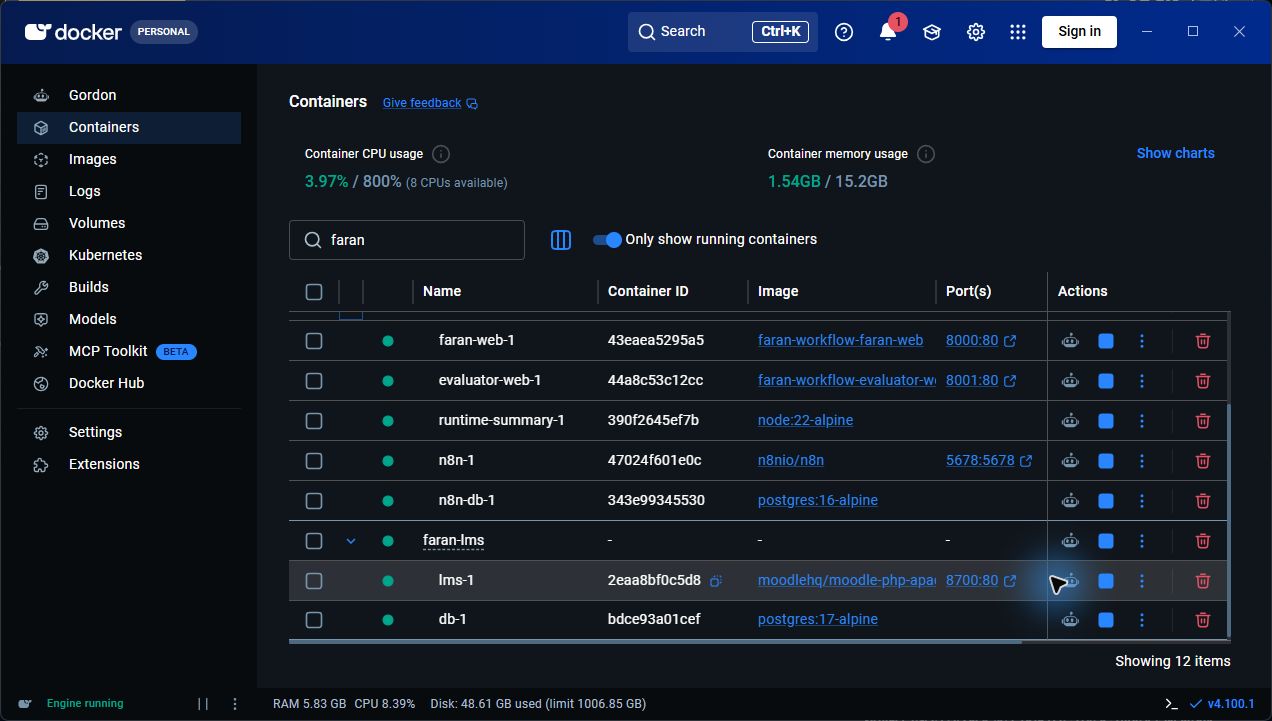 docker PERSONAL Search Ctrl+K 1 Sign in
Gordon
Containers
Images
Logs
Volumes
Kubernetes
Builds
Models
MCP Toolkit BETA
Docker Hub
Settings
Extensions
Containers Give feedback
Container CPU usage Container memory usage Show charts
3.97% / 800% (8 CPUs available) 1.54GB / 15.2GB
faran Only show running containers
Name Container ID Image Port(s) Actions
faran-web-1 43eaea5295a5 faran-workflow-faran-web 8000:80
evaluator-web-1 44a8c53c12cc faran-workflow-evaluator-we 8001:80
runtime-summary-1 390f2645ef7b node:22-alpine
n8n-1 47024f601e0c n8nio/n8n 5678:5678
n8n-db-1 343e99345530 postgres:16-alpine
faran-lms - - -
lms-1 2eaa8bf0c5d8 moodlehq/moodle-php-apac 8700:80
db-1 bdce93a01cef postgres:17-alpine
Showing 12 items
Engine running RAM 5.83 GB CPU 8.39% Disk: 48.61 GB used (limit 1006.85 GB) v4.100.1